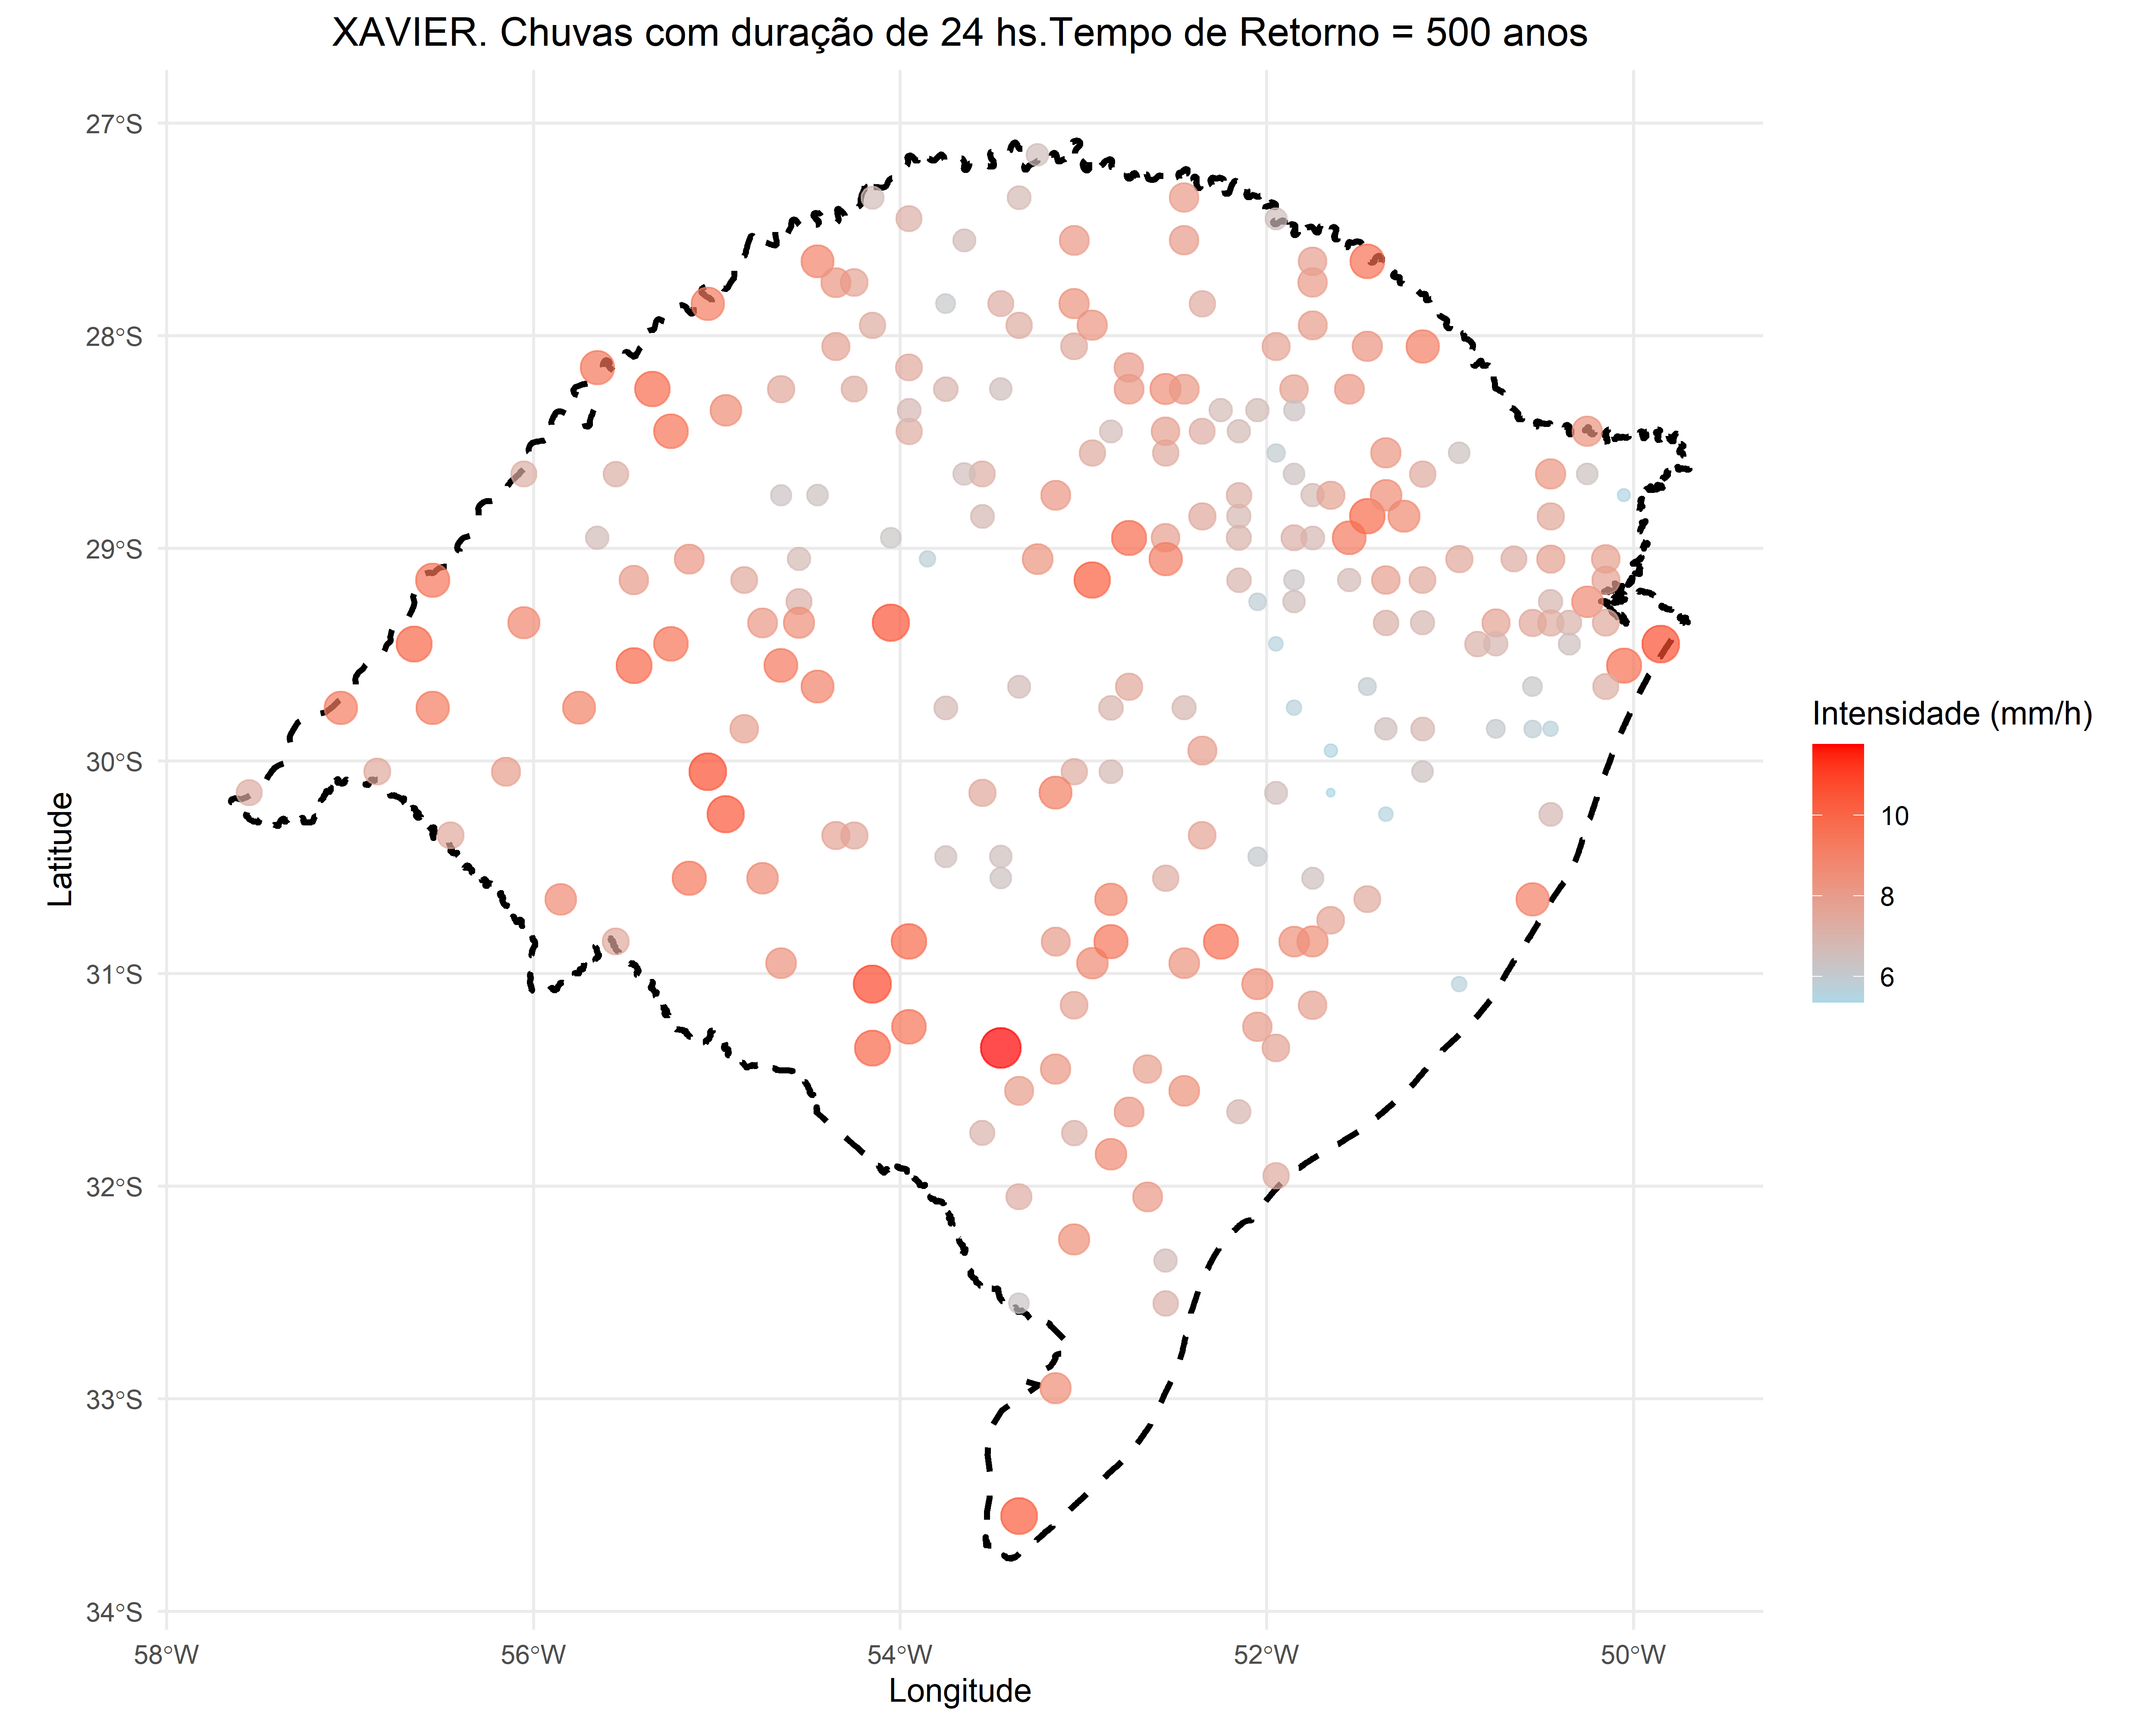 XAVIER. Chuvas com duração de 24 hs.Tempo de Retorno = 500 anos
27°S
28°S
29°S
30°S
31°S
32°S
33°S
34°S
Latitude
58°W
56°W
54°W
52°W
50°W
Longitude
Intensidade (mm/h)
10
8
6